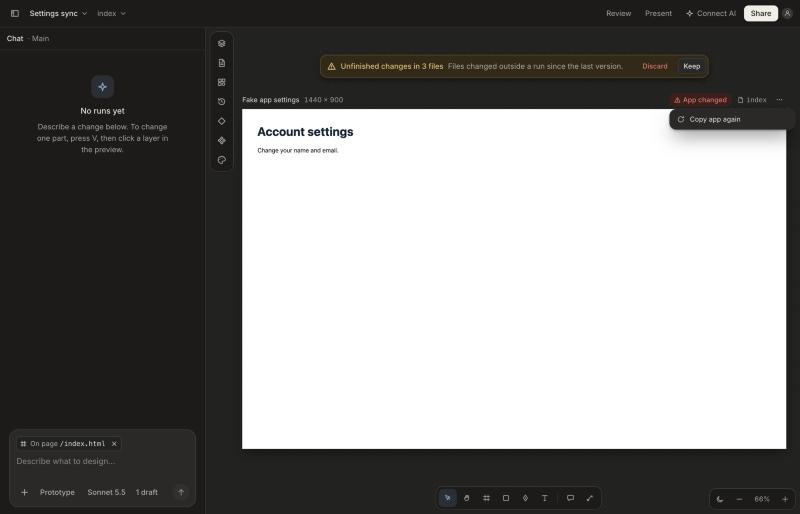 Settings sync
index
Review
Present
Connect AI
Share
Chat · Main
No runs yet
Describe a change below. To change
one part, press V, then click a layer in
the preview.
Unfinished changes in 3 files Files changed outside a run since the last version.
Discard
Keep
Fake app settings 1440 × 900
App changed
index
Copy app again
Account settings
Change your name and email.
On page /index.html
Describe what to design...
Prototype
Sonnet 5.5
1 draft
66%